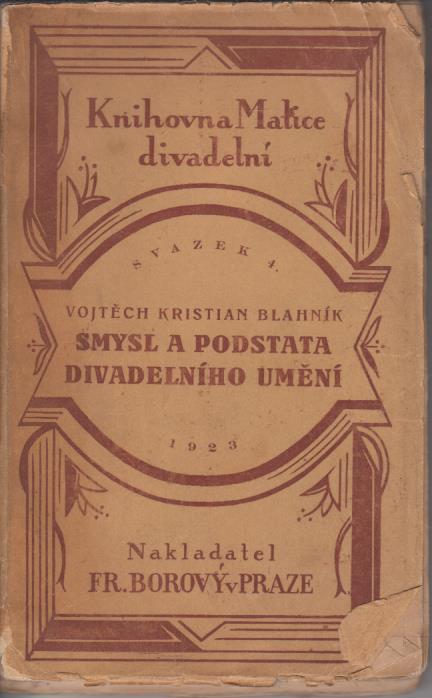 Knihovna Matice
divadelní
SVAZEK 4.
VOJTĚCH KRISTIAN BLAHNÍK
SMYSL A PODSTATA
DIVADELNÍHO UMĚNÍ
1923
Nakladatel
FR. BOROVÝ v PRAZE